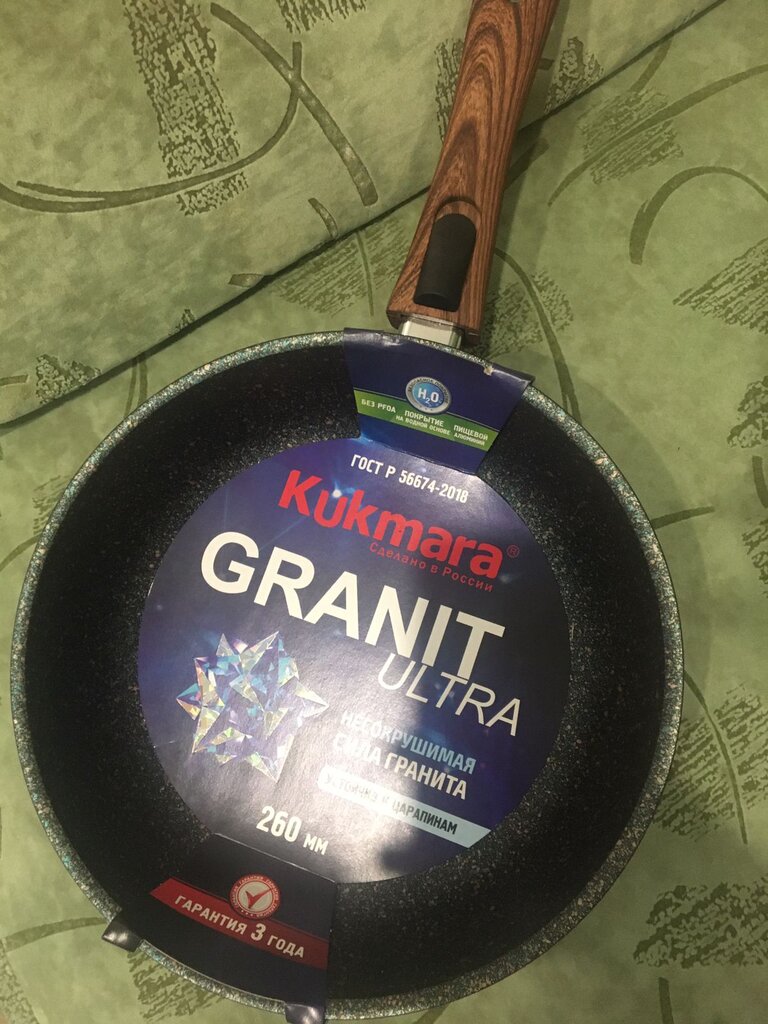 H₂O
БЕЗ PFOA
ПОКРЫТИЕ
НА ВОДНОЙ ОСНОВЕ
ПИЩЕВОЙ
АЛЮМИНИЙ
ГОСТ Р 56674-2018
Kukmara®
Сделано в России
GRANIT
ULTRA
НЕСОКРУШИМАЯ
СИЛА ГРАНИТА
УСТОЙЧИВ К ЦАРАПИНАМ
260 мм
ГАРАНТИЯ 3 ГОДА